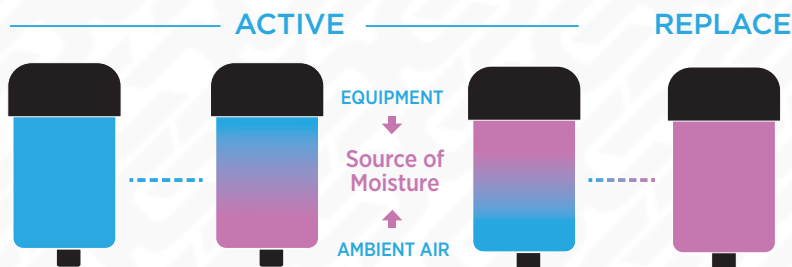 ACTIVE
REPLACE
EQUIPMENT
Source of
Moisture
AMBIENT AIR